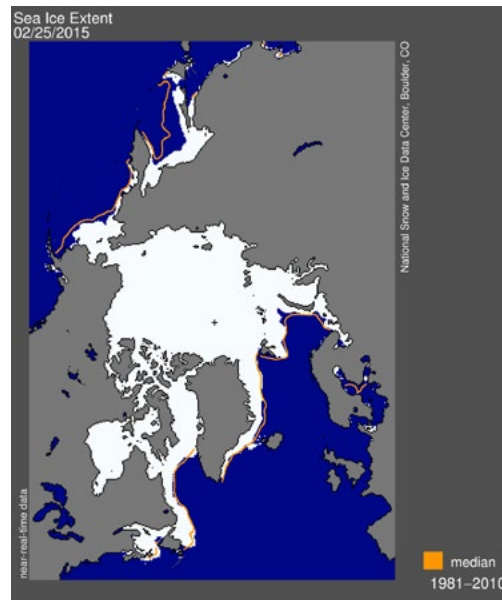 Sea Ice Extent
02/25/2015
National Snow and Ice Data Center, Boulder, CO
near-real-time data
median
1981–2010